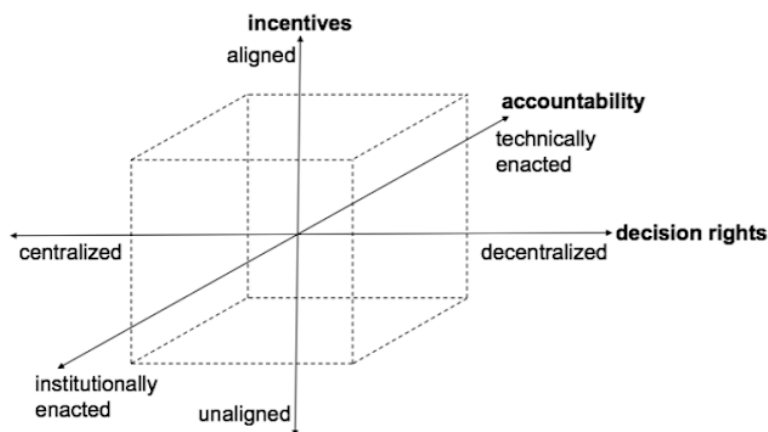 incentives
aligned
accountability
technically
enacted
decision rights
centralized
decentralized
institutionally
enacted
unaligned